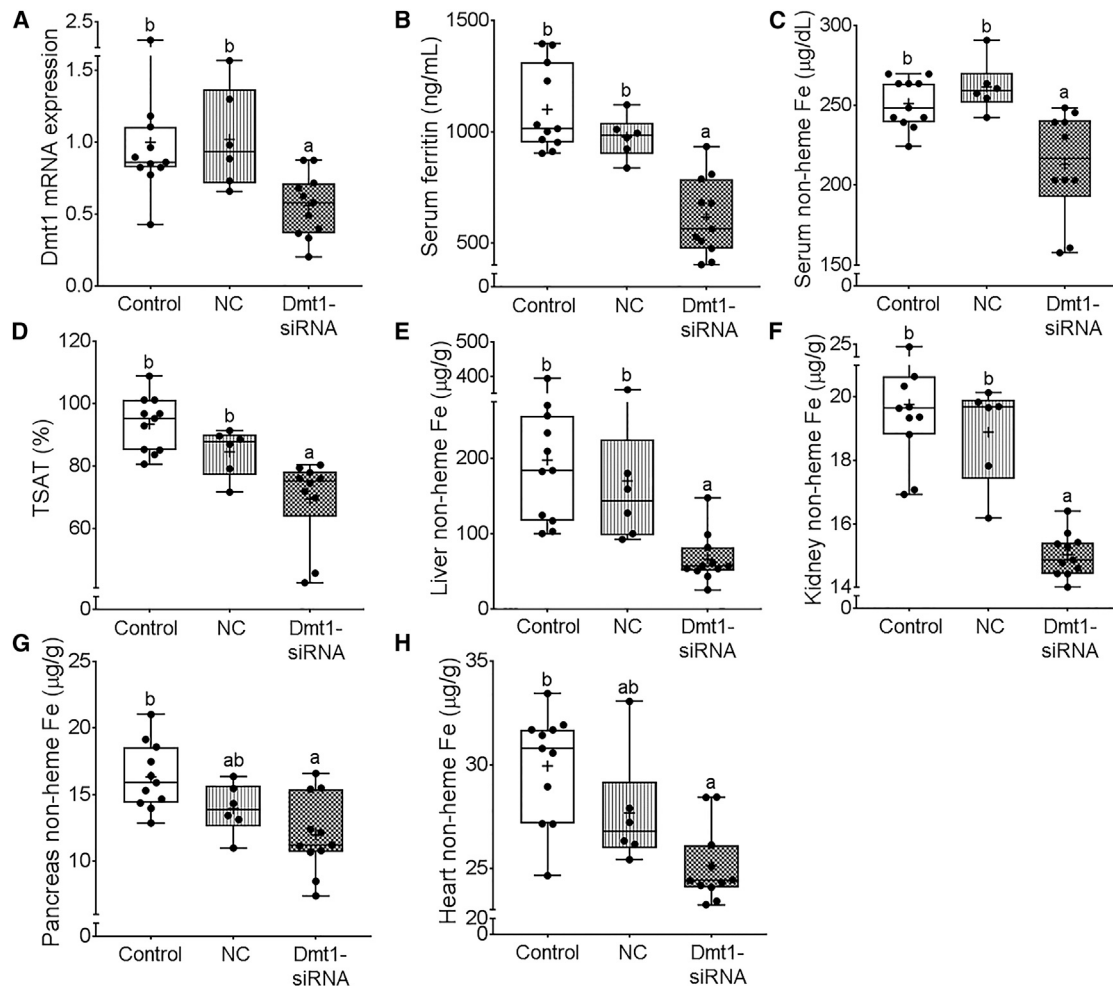 A
Dmt1 mRNA expression
2.5
1.5
1.0
0.5
0.0
b
b
a
Control
NC
Dmt1-
siRNA
B
Serum ferritin (ng/mL)
1500
1000
500
0
b
b
a
Control
NC
Dmt1-
siRNA
C
Serum non-heme Fe (μg/dL)
300
250
200
150
0
b
b
a
Control
NC
Dmt1-
siRNA
D
TSAT (%)
120
100
80
60
0
b
b
a
Control
NC
Dmt1-
siRNA
E
Liver non-heme Fe (μg/g)
500
400
300
200
100
0
b
b
a
Control
NC
Dmt1-
siRNA
F
Kidney non-heme Fe (μg/g)
25
20
18
16
14
0
b
b
a
Control
NC
Dmt1-
siRNA
G
Pancreas non-heme Fe (μg/g)
25
20
15
10
0
b
ab
a
Control
NC
Dmt1-
siRNA
H
Heart non-heme Fe (μg/g)
35
30
25
20
0
b
ab
a
Control
NC
Dmt1-
siRNA